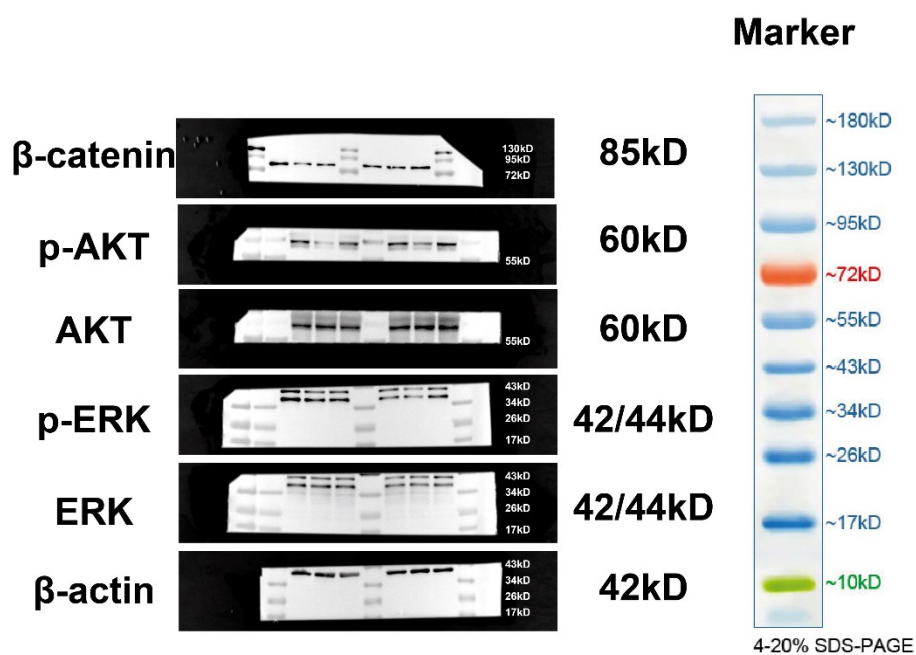 Marker
β-catenin
130kD
95kD
72kD
85kD
p-AKT
55kD
60kD
AKT
55kD
60kD
p-ERK
43kD
34kD
26kD
17kD
42/44kD
ERK
43kD
34kD
26kD
17kD
42/44kD
β-actin
43kD
34kD
26kD
17kD
42kD
~180kD
~130kD
~95kD
~72kD
~55kD
~43kD
~34kD
~26kD
~17kD
~10kD
4-20% SDS-PAGE